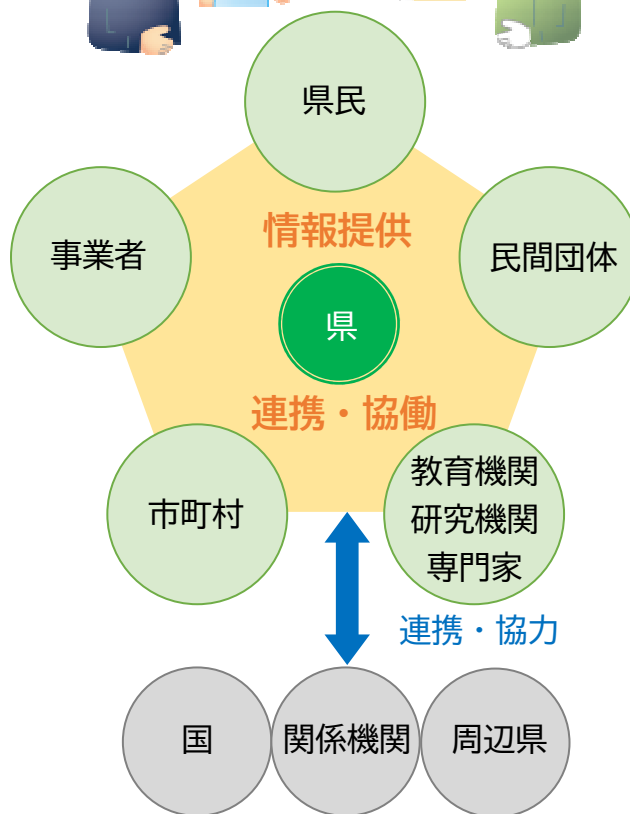 県民
事業者
情報提供
民間団体
県
連携・協働
市町村
教育機関
研究機関
専門家
連携・協力
国
関係機関
周辺県